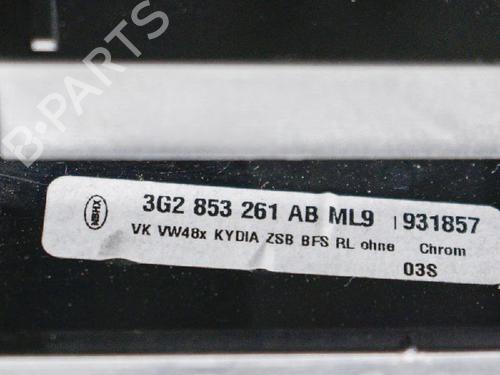 B-PARTS
3G2 853 261 AB ML9 931857
VK VW48x KYDIA ZSB BFS RL ohne Chrom
03S